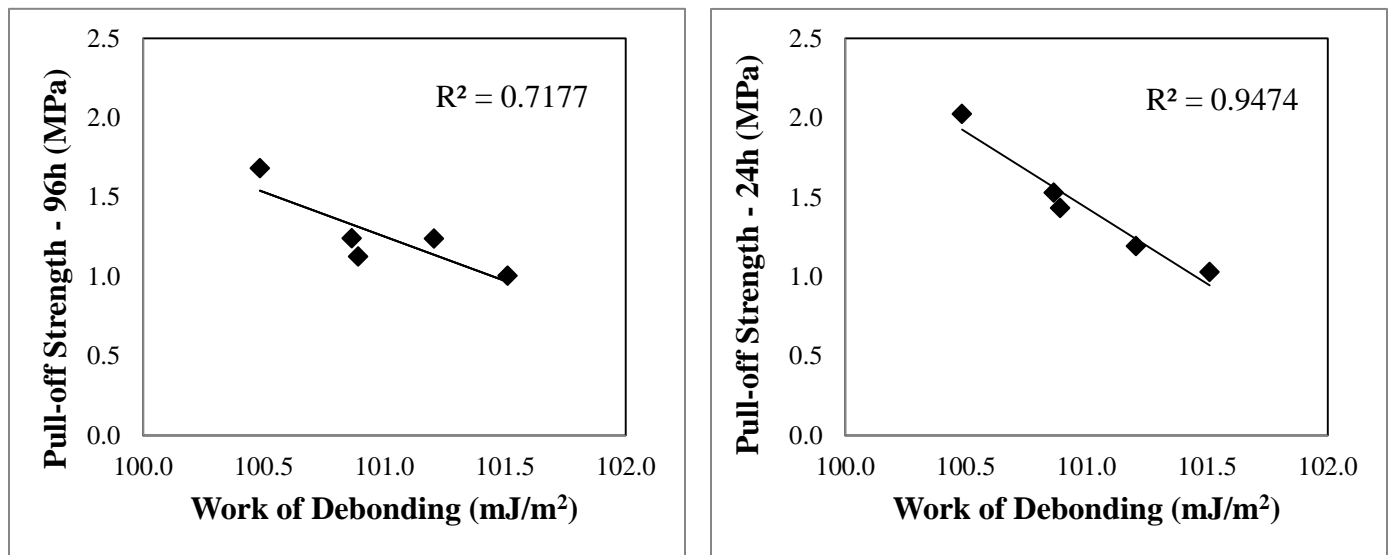 Pull-off Strength - 96h (MPa)
2.5
2.0
1.5
1.0
0.5
0.0
R² = 0.7177
100.0 100.5 101.0 101.5 102.0
Work of Debonding (mJ/m²)
Pull-off Strength - 24h (MPa)
2.5
2.0
1.5
1.0
0.5
0.0
R² = 0.9474
100.0 100.5 101.0 101.5 102.0
Work of Debonding (mJ/m²)